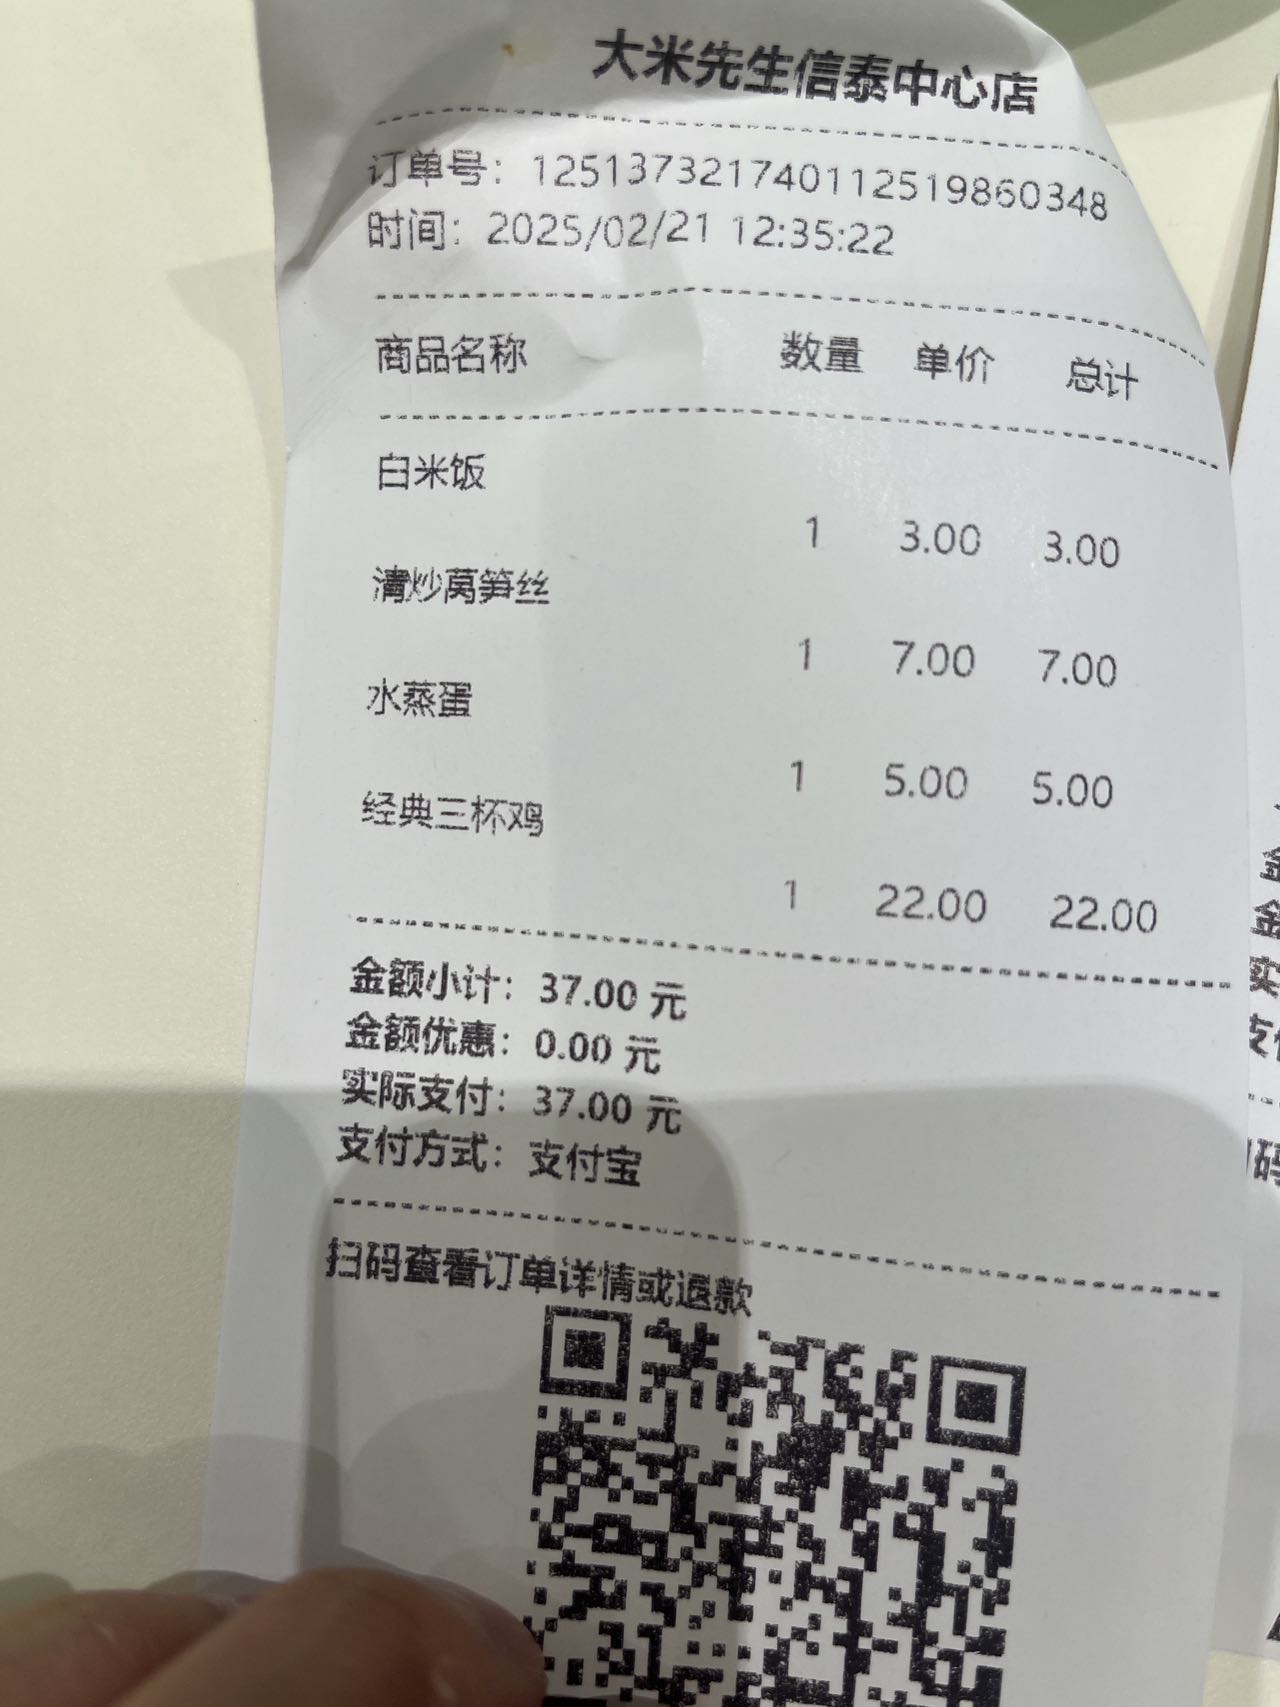 大米先生信泰中心店
订单号：1251373217401125198​60348
时间：2025/02/21 12:35:22
商品名称 数量 单价 总计
白米饭
1 3.00 3.00
清炒莴笋丝
1 7.00 7.00
水蒸蛋
1 5.00 5.00
经典三杯鸡
1 22.00 22.00
金额小计：37.00 元
金额优惠：0.00 元
实际支付：37.00 元
支付方式：支付宝
扫码查看订单详情或退款